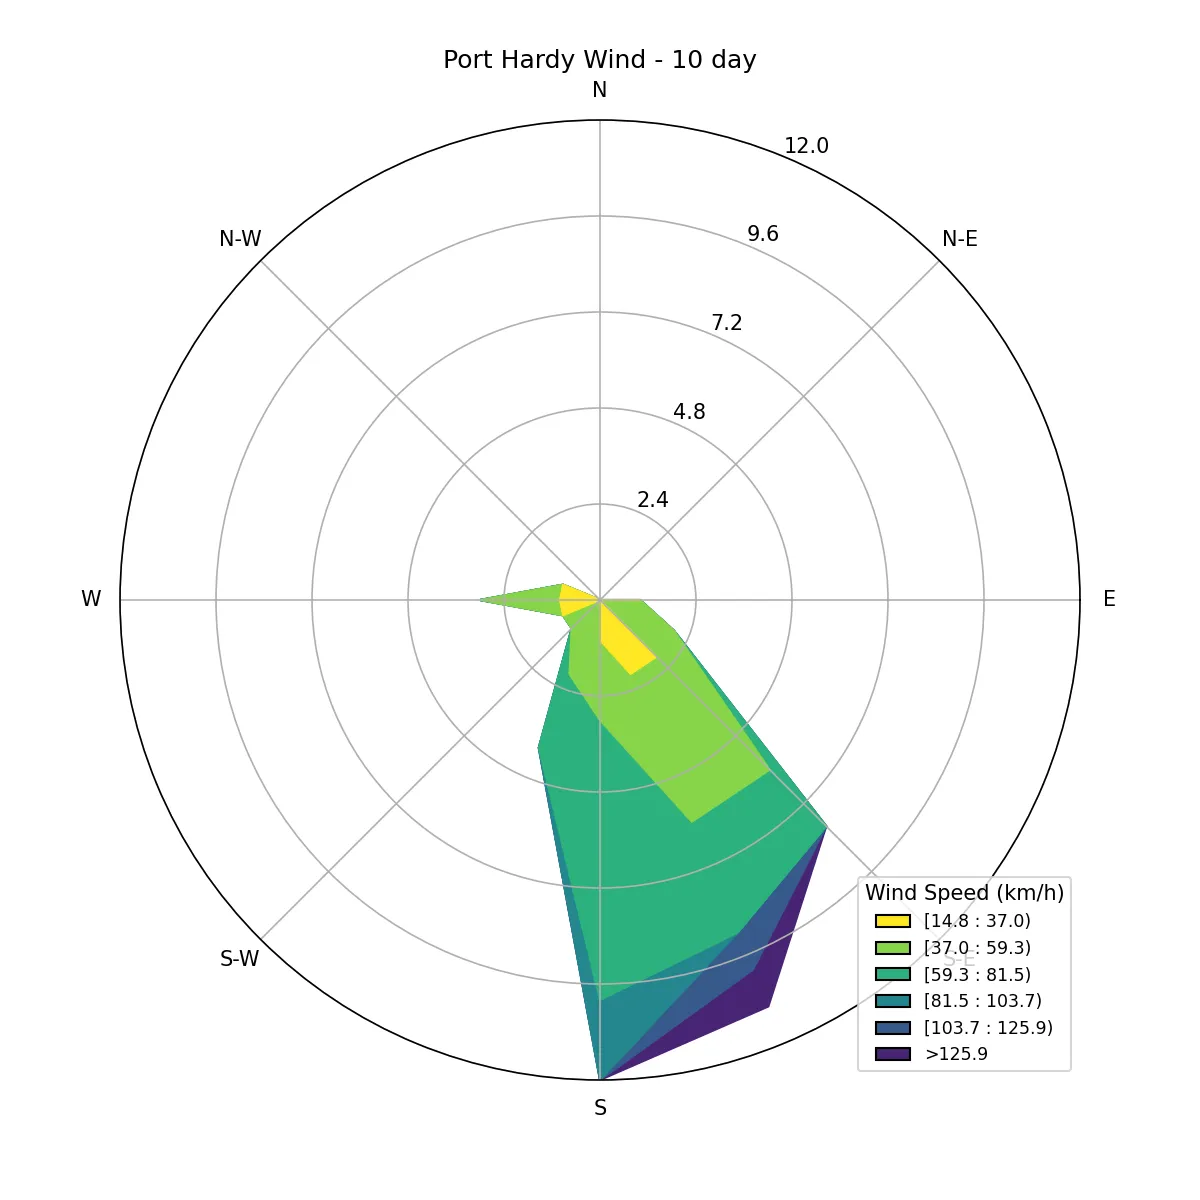 Port Hardy Wind - 10 day
N
12.0
N-W
9.6
N-E
7.2
4.8
2.4
W
E
S-W
S-E
Wind Speed (km/h)
[14.8 : 37.0)
[37.0 : 59.3)
[59.3 : 81.5)
[81.5 : 103.7)
[103.7 : 125.9)
>125.9
S